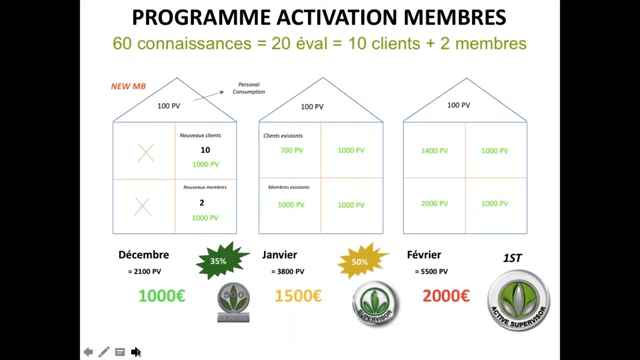 PROGRAMME ACTIVATION MEMBRES
60 connaissances = 20 éval = 10 clients + 2 membres
NEW MB
100 PV
Personal
Consumption
100 PV
100 PV
Nouveaux clients
10
1000 PV
Nouveaux membres
2
1000 PV
Clients existants
700 PV
1000 PV
Membres existants
1000 PV
1000 PV
1400 PV
1000 PV
2000 PV
1000 PV
Décembre
= 2100 PV
35%
1000€
500
Janvier
= 3800 PV
50%
1500€
SUPERVISOR
Février
= 5500 PV
1ST
2000€
ACTIVE SUPERVISOR